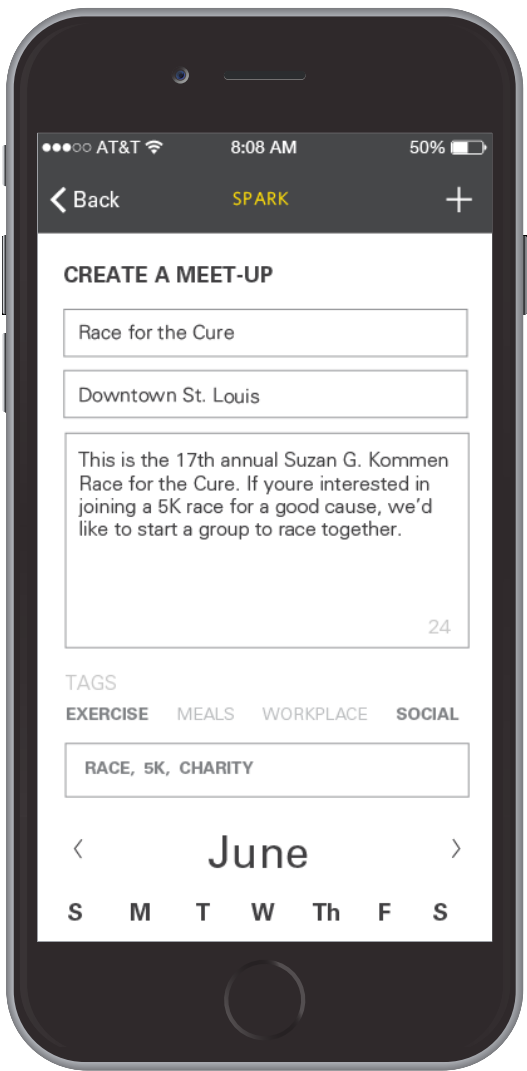 AT&T 8:08 AM 50%
Back SPARK
CREATE A MEET-UP
Race for the Cure
Downtown St. Louis
This is the 17th annual Suzan G. Kommen
Race for the Cure. If youre interested in
joining a 5K race for a good cause, we’d
like to start a group to race together.
24
TAGS
EXERCISE MEALS WORKPLACE SOCIAL
RACE, 5K, CHARITY
June
S M T W Th F S